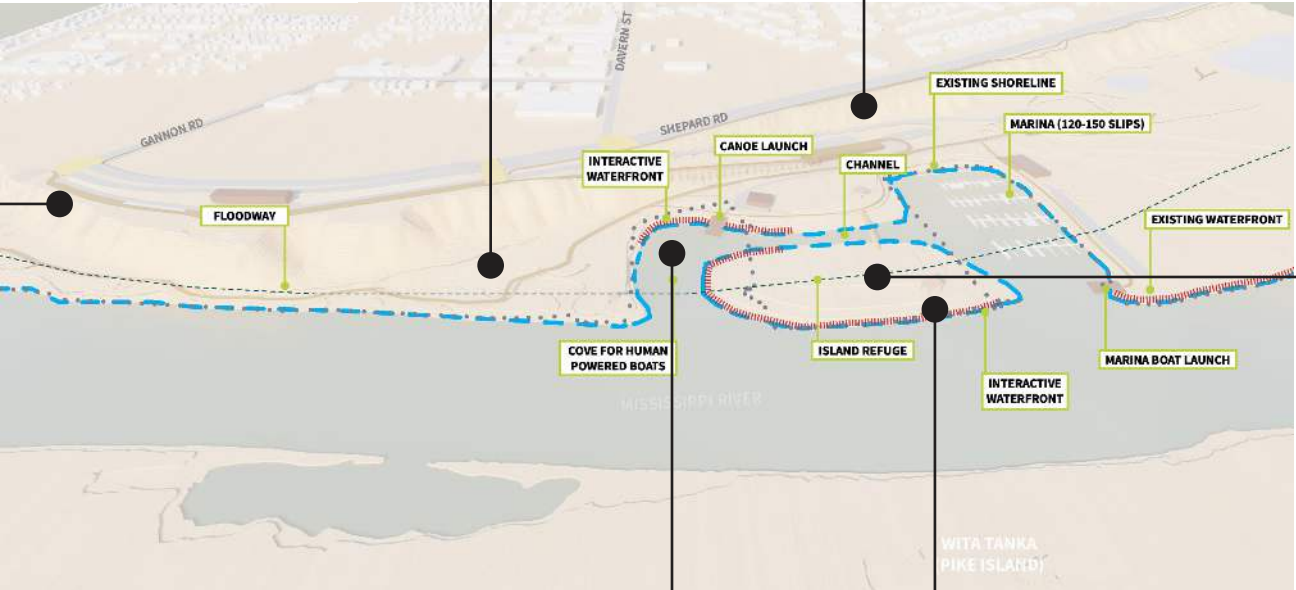 DAVERN ST
GANNON RD
SHEPARD RD
EXISTING SHORELINE
MARINA (120-150 SLIPS)
INTERACTIVE
WATERFRONT
CANOE LAUNCH
CHANNEL
FLOODWAY
EXISTING WATERFRONT
COVE FOR HUMAN
POWERED BOATS
ISLAND REFUGE
MARINA BOAT LAUNCH
INTERACTIVE
WATERFRONT
MISSISSIPPI RIVER
WITA TANKA
PIKE ISLAND)